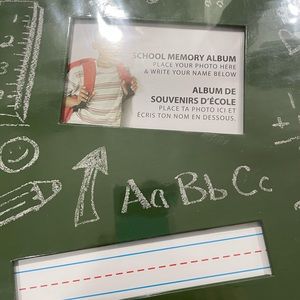 SCHOOL MEMORY ALBUM
PLACE YOUR PHOTO HERE
& WRITE YOUR NAME BELOW
ALBUM DE
SOUVENIRS D'ÉCOLE
PLACE TA PHOTO ICI ET
ÉCRIS TON NOM EN DESSOUS.
Aa Bb Cc